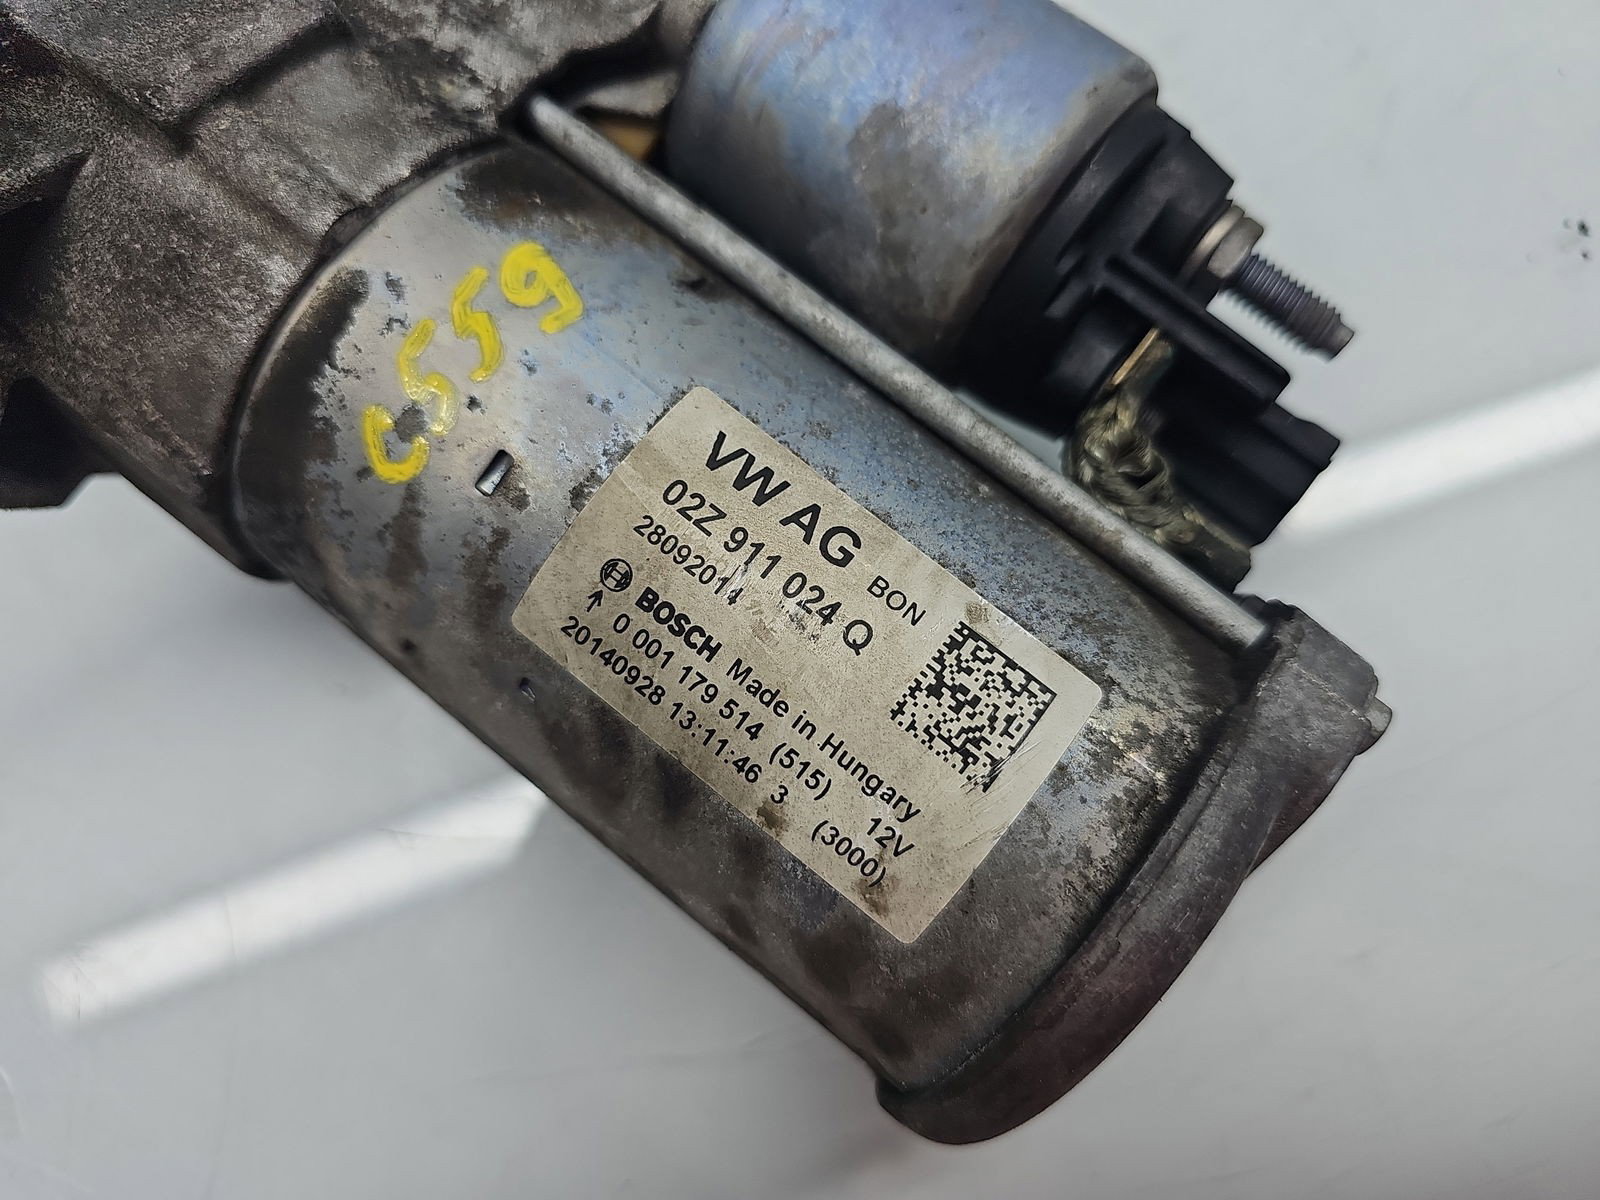 C559
VW AG BON
02Z 911 024 Q
28092014
BOSCH Made in Hungary
0 001 179 514 (515) 12V
20140928 13:11:46 3 (3000)